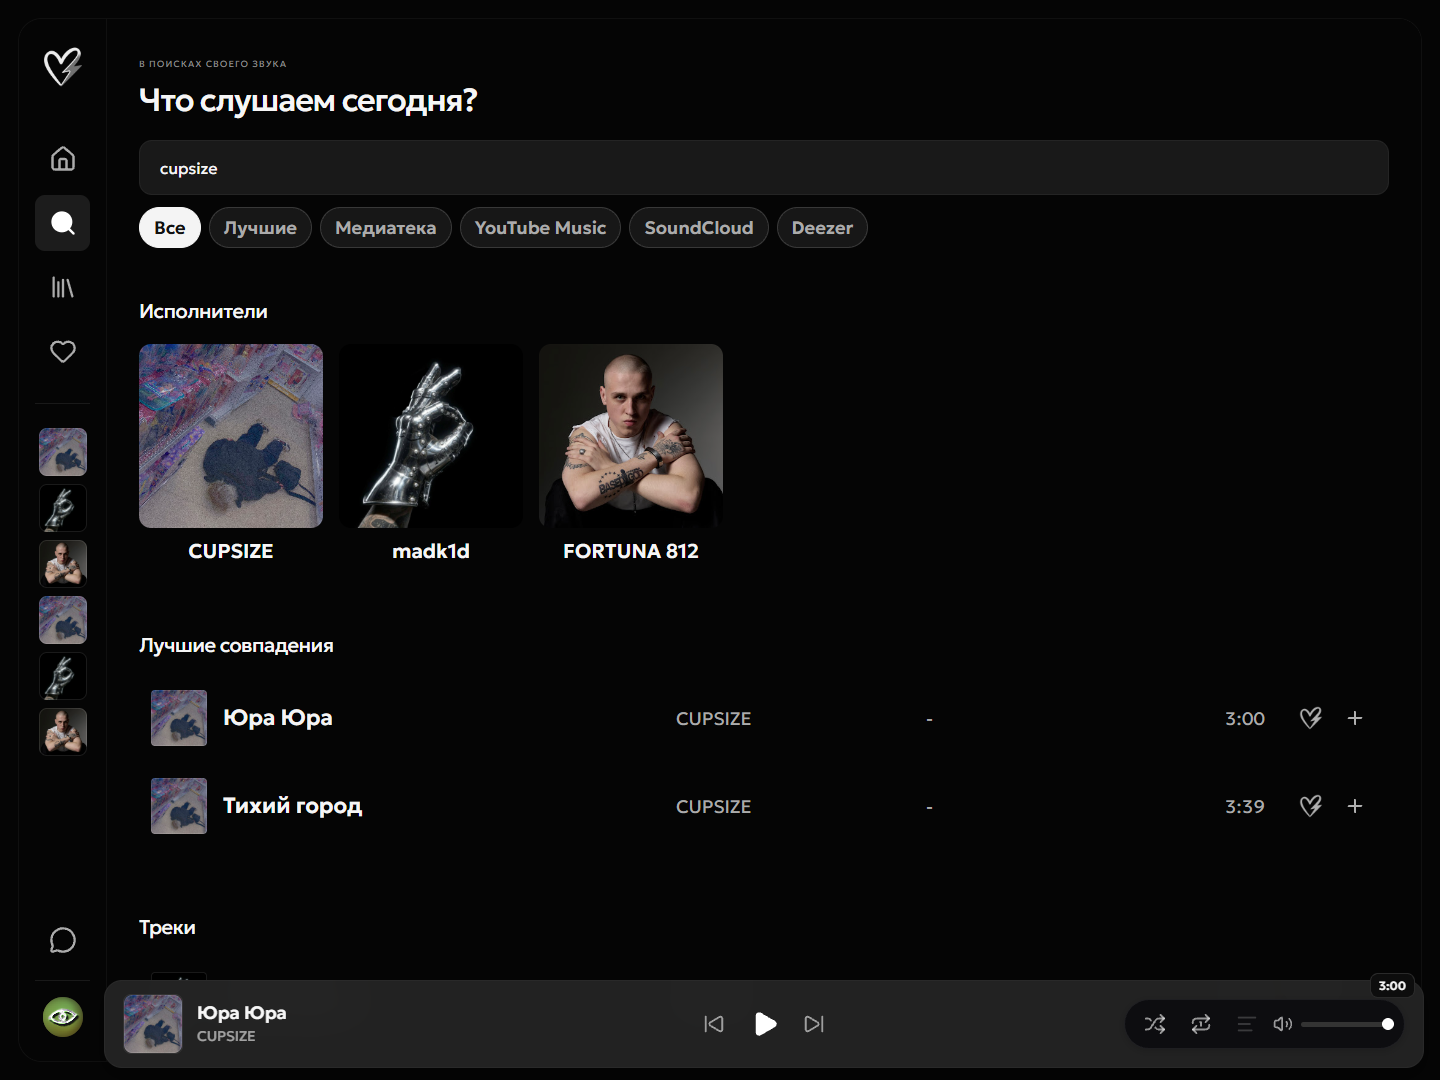 В ПОИСКАХ СВОЕГО ЗВУКА
Что слушаем сегодня?
cupsize
Все
Лучшие
Медиатека
YouTube Music
SoundCloud
Deezer
Исполнители
CUPSIZE
madk1d
FORTUNA 812
Лучшие совпадения
Юра Юра
CUPSIZE
-
3:00
Тихий город
CUPSIZE
-
3:39
Треки
Юра Юра
CUPSIZE
3:00